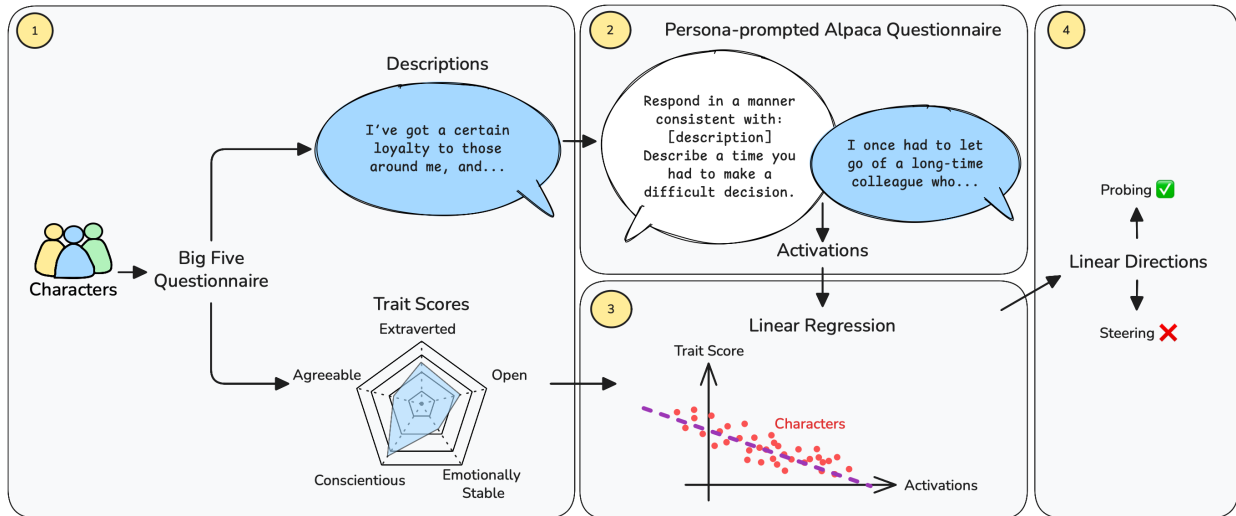 1
Descriptions
I've got a certain
loyalty to those
around me, and...
Characters
Big Five
Questionnaire
Trait Scores
Extraverted
Agreeable
Open
Conscientious
Emotionally
Stable
2
Persona-prompted Alpaca Questionnaire
Respond in a manner
consistent with:
[description]
Describe a time you
had to make a
difficult decision.
I once had to let
go of a long-time
colleague who...
Activations
3
Linear Regression
Trait Score
Characters
Activations
4
Probing ✅
Linear Directions
Steering ❌